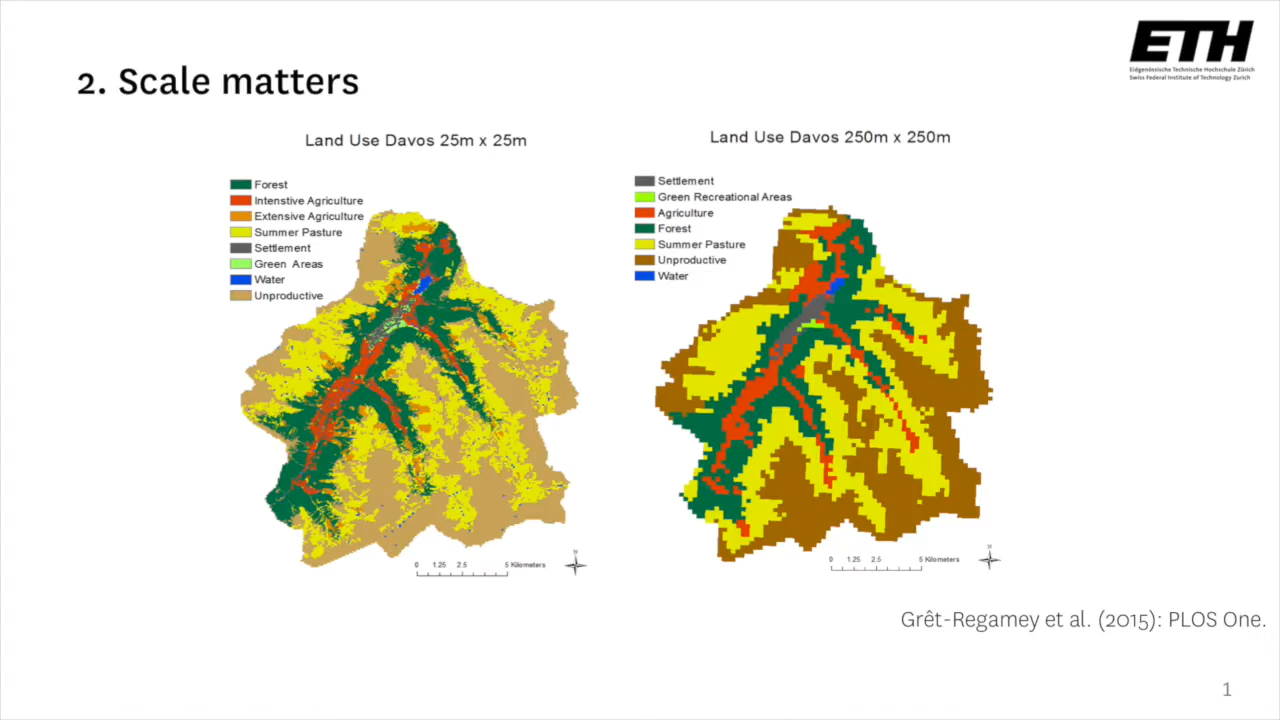 ETH
Eidgenössische Technische Hochschule Zürich
Swiss Federal Institute of Technology Zurich
2. Scale matters
Land Use Davos 25m x 25m
Forest
Intenstive Agriculture
Extensive Agriculture
Summer Pasture
Settlement
Green Areas
Water
Unproductive
0 1.25 2.5 5 Kilometers
N
Land Use Davos 250m x 250m
Settlement
Green Recreational Areas
Agriculture
Forest
Summer Pasture
Unproductive
Water
0 1.25 2.5 5 Kilometers
N
Grêt-Regamey et al. (2015): PLOS One.
1